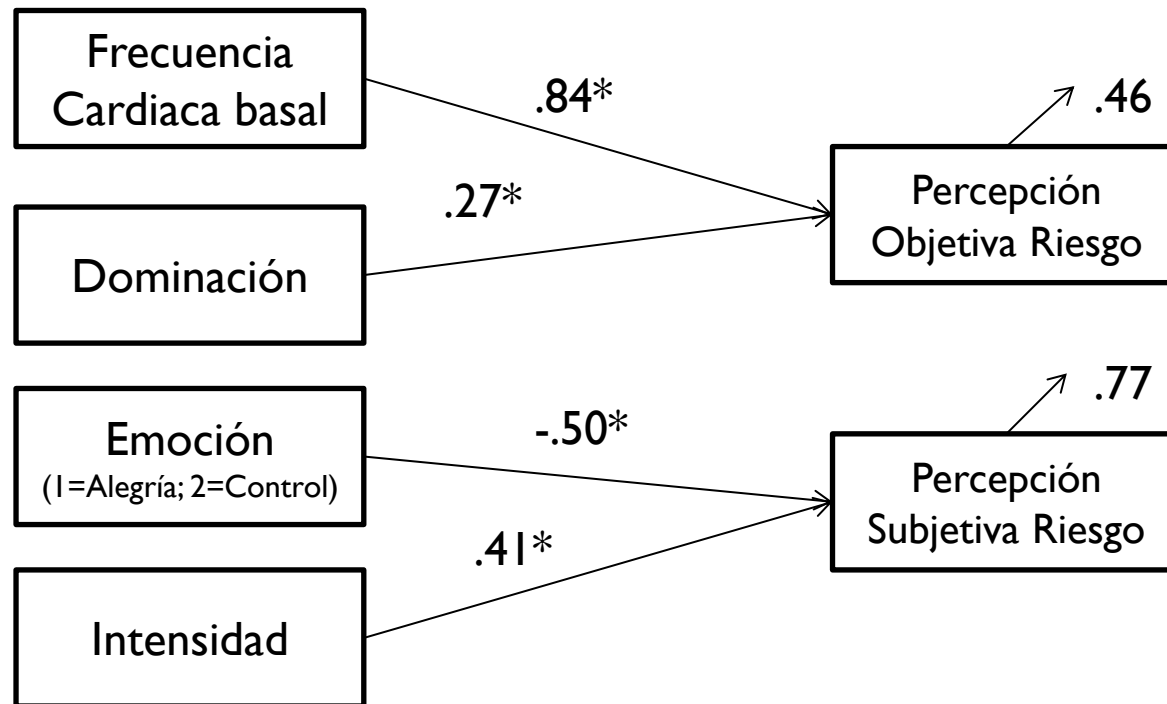 Frecuencia
Cardiaca basal
.84*
.46
Percepción
Objetiva Riesgo
.27*
Dominación
Emoción
(1=Alegría; 2=Control)
-.50*
.77
Percepción
Subjetiva Riesgo
.41*
Intensidad